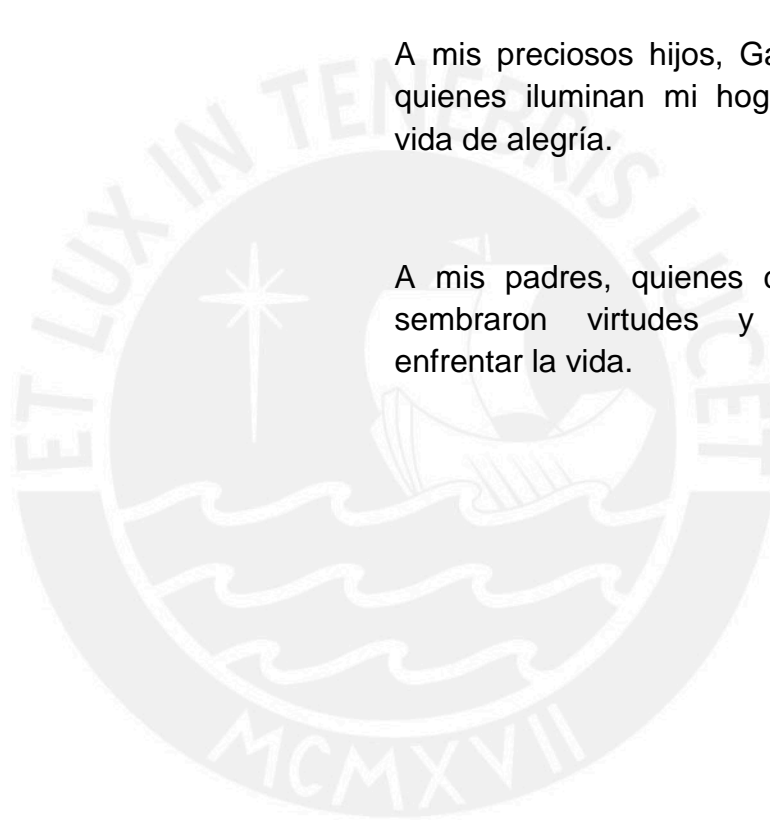 A mis preciosos hijos,
quienes iluminan mi
vida de alegría.
A mis padres, quienes
sembraron virtudes y
enfrentar la vida.
ET LUX IN TENEBRIS LUCET
MCMXVII